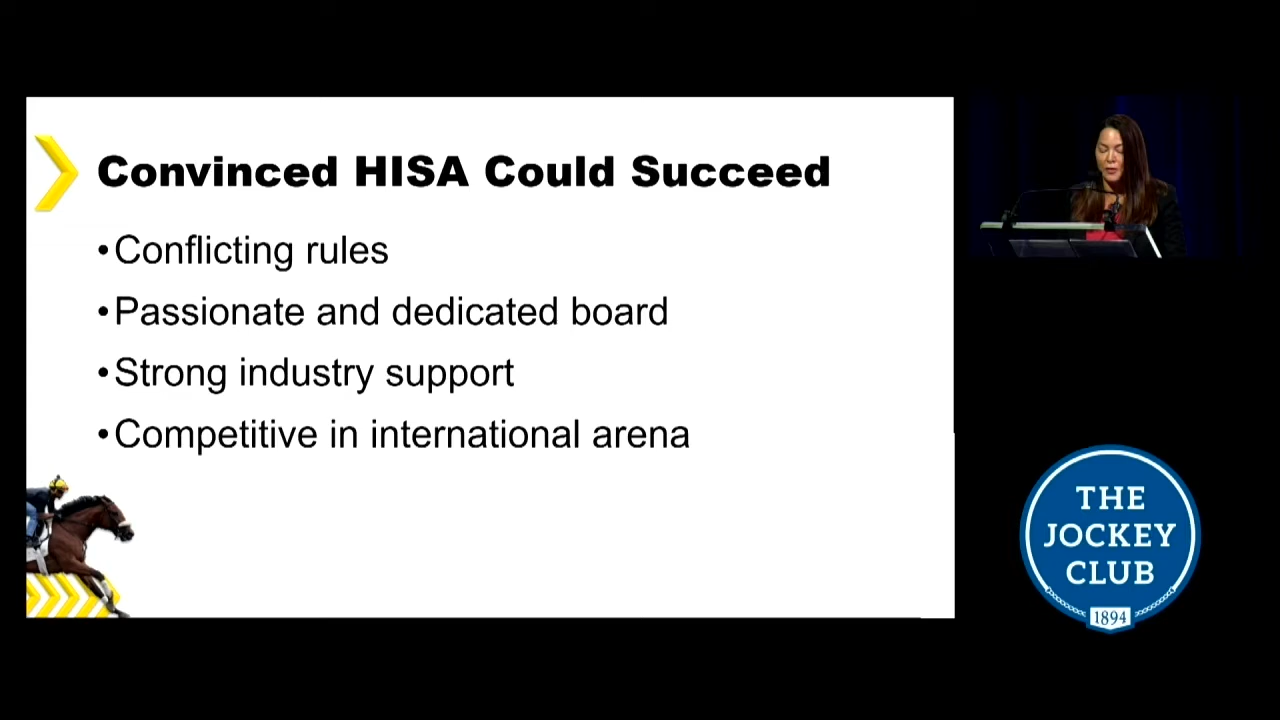 Convinced HISA Could Succeed
•Conflicting rules
•Passionate and dedicated board
•Strong industry support
•Competitive in international arena
THE
JOCKEY
CLUB
1894